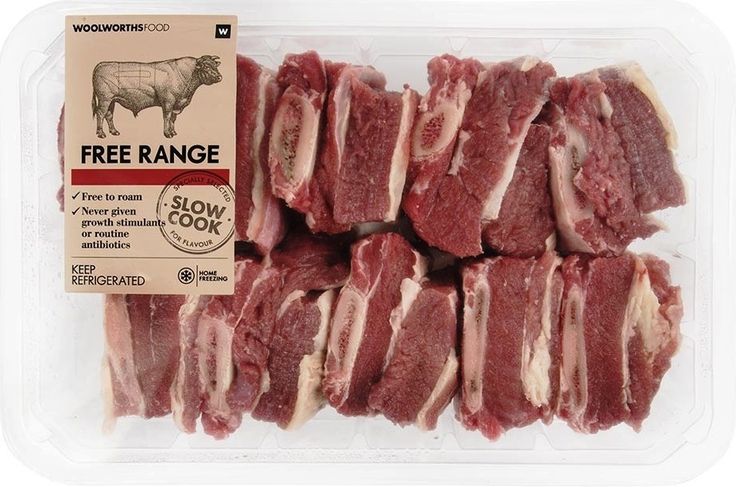 WOOLWORTHSFOOD
W
FREE RANGE
✓ Free to roam
✓ Never given
growth stimulants
or routine
antibiotics
SPECIALLY SELECTED
SLOW
COOK
FOR FLAVOUR
KEEP
REFRIGERATED
HOME
FREEZING